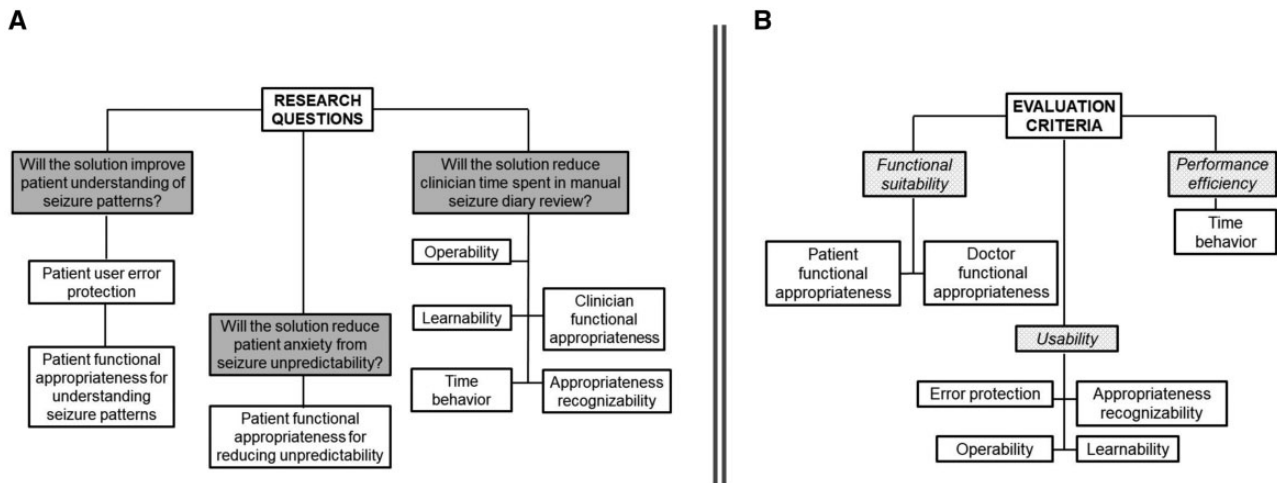 A
RESEARCH
QUESTIONS
Will the solution improve
patient understanding of
seizure patterns?
Patient user error
protection
Patient functional
appropriateness for
understanding
seizure patterns
Will the solution reduce
patient anxiety from
seizure unpredictability?
Patient functional
appropriateness for
reducing unpredictability
Will the solution reduce
clinician time spent in manual
seizure diary review?
Operability
Learnability
Clinician
functional
appropriateness
Time
behavior
Appropriateness
recognizability
B
EVALUATION
CRITERIA
Functional
suitability
Patient
functional
appropriateness
Doctor
functional
appropriateness
Usability
Error protection
Appropriateness
recognizability
Operability
Learnability
Performance
efficiency
Time
behavior